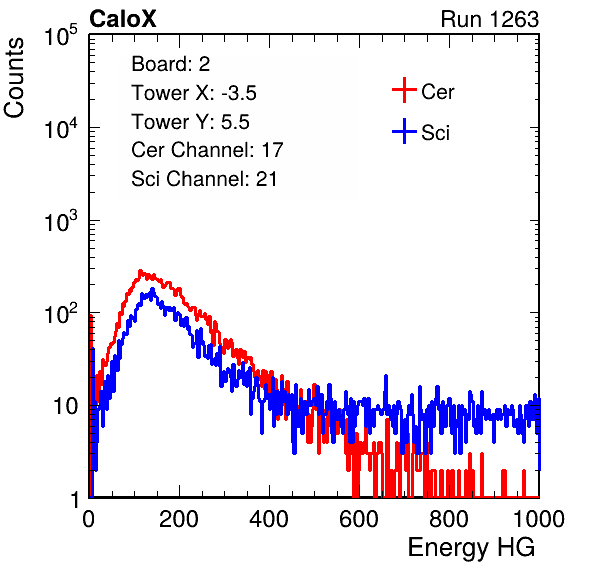 CaloX Run 1263
Counts
Board: 2
Tower X: -3.5
Tower Y: 5.5
Cer Channel: 17
Sci Channel: 21
Cer
Sci
10^5
10^4
10^3
10^2
10
1
0 200 400 600 800 1000
Energy HG